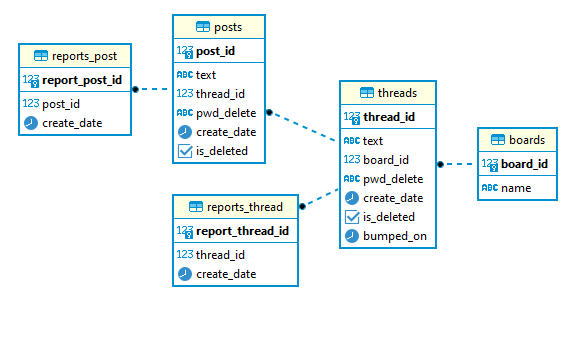 reports_post
123 report_post_id
123 post_id
create_date
posts
123 post_id
ABC text
123 thread_id
ABC pwd_delete
create_date
is_deleted
threads
123 thread_id
ABC text
123 board_id
ABC pwd_delete
create_date
is_deleted
bumped_on
boards
123 board_id
ABC name
reports_thread
123 report_thread_id
123 thread_id
create_date